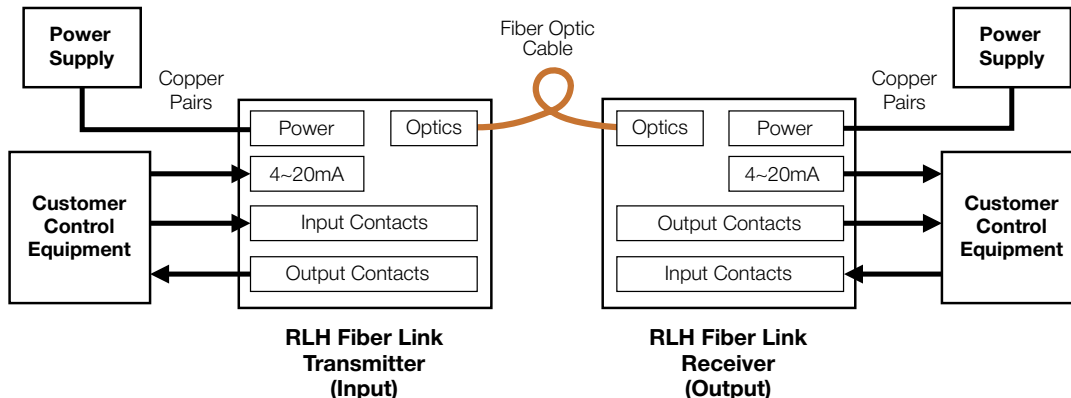 Power
Supply
Copper
Pairs
Fiber Optic
Cable
Copper
Pairs
Power
Supply
Power
Optics
4~20mA
Input Contacts
Output Contacts
Customer
Control
Equipment
Optics
Power
4~20mA
Output Contacts
Input Contacts
Customer
Control
Equipment
RLH Fiber Link
Transmitter
(Input)
RLH Fiber Link
Receiver
(Output)